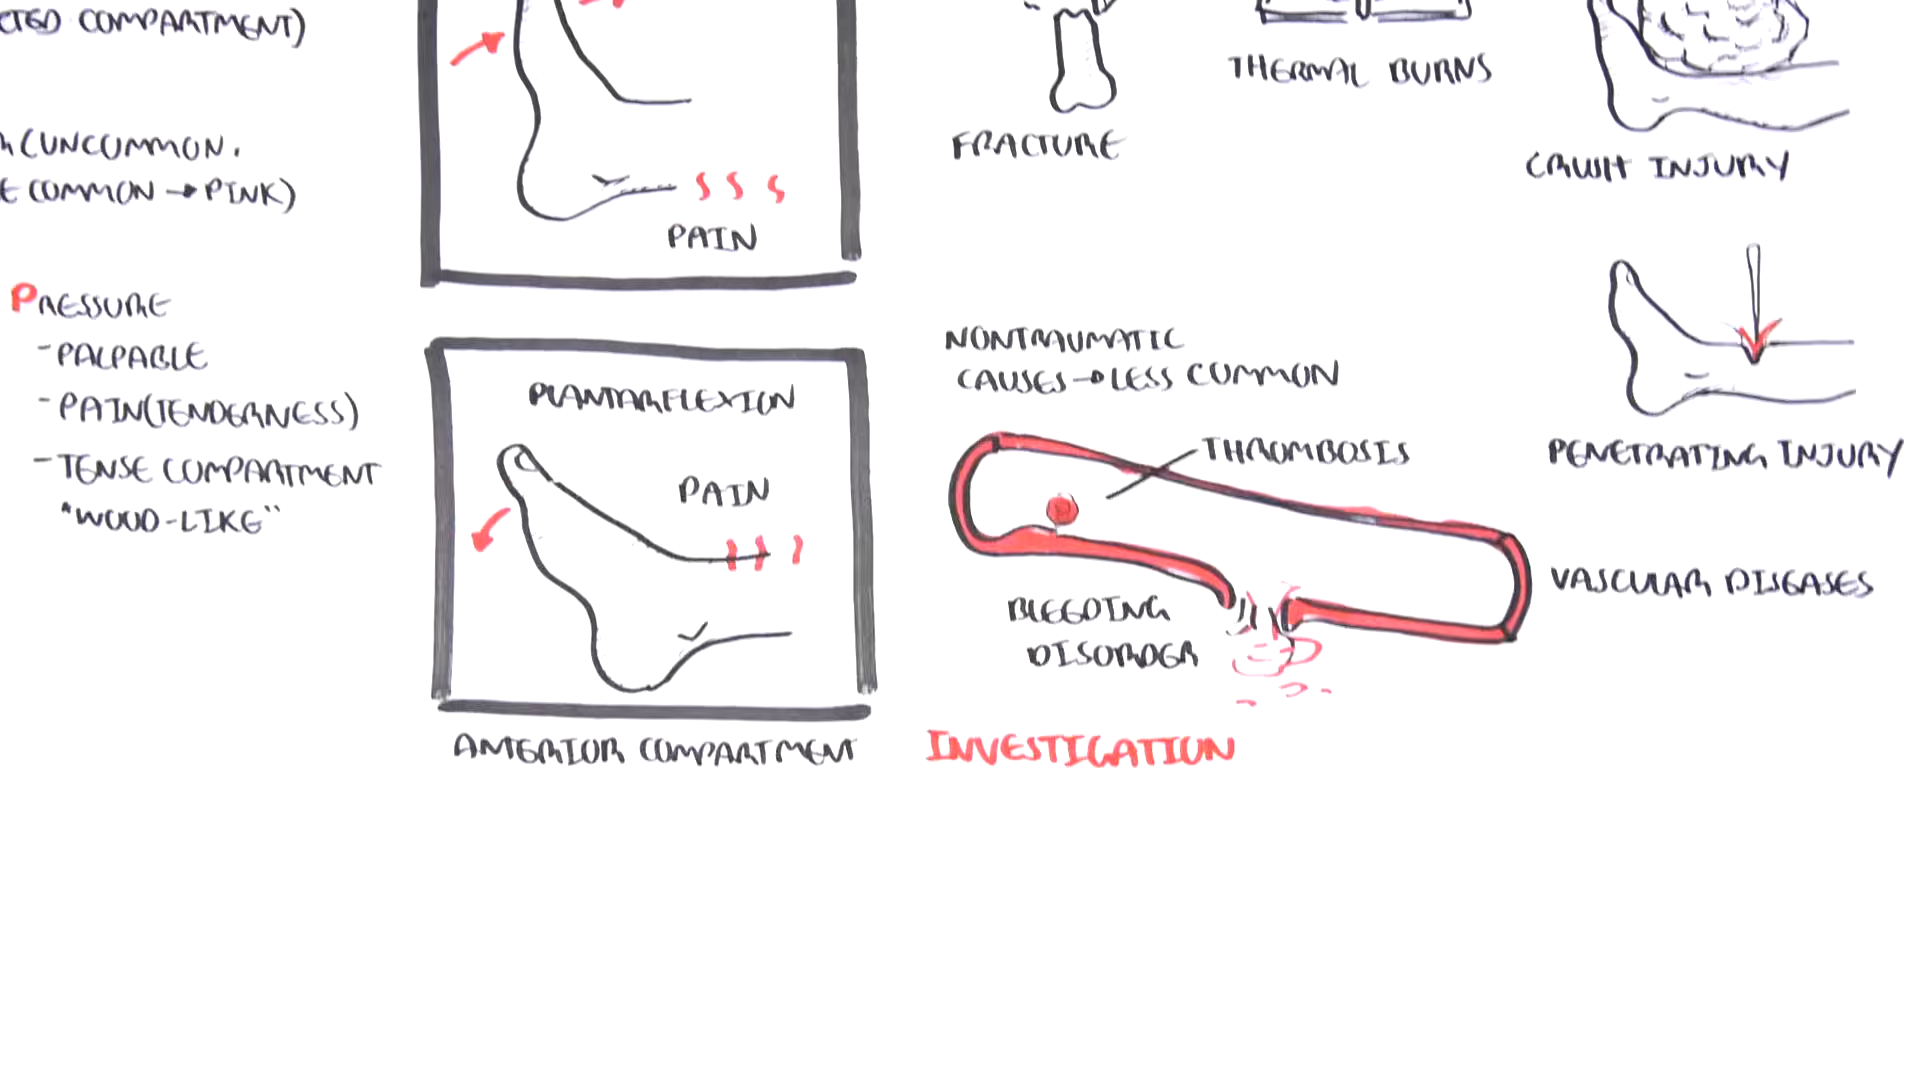 COMPARTMENT)
(UNCOMMON.
COMMON → PINK)
PRESSURE
- PALPABLE
- PAIN (TENDERNESS)
- TENSE COMPARTMENT
"WOOD-LIKE"
PAIN
PLANTARFLEXION
PAIN
ANTERIOR COMPARTMENT
FRACTURE
THERMAL BURNS
CRUSH INJURY
NONTRAUMATIC
CAUSES → LESS COMMON
PENETRATING INJURY
THROMBOSIS
VASCULAR DISEASES
BLEEDING
DISORDER
INVESTIGATION